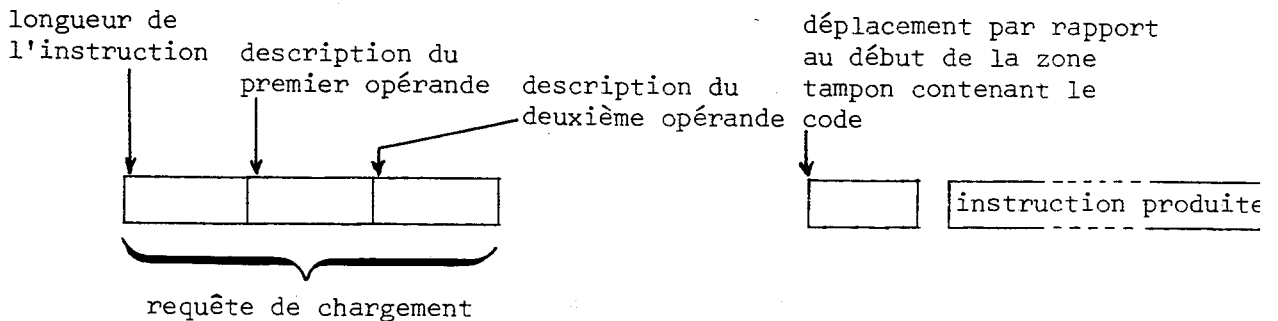 longueur de
l'instruction
description du
premier opérande
description du
deuxième opérande
déplacement par rapport
au début de la zone
tampon contenant le
code
instruction produite
requête de chargement